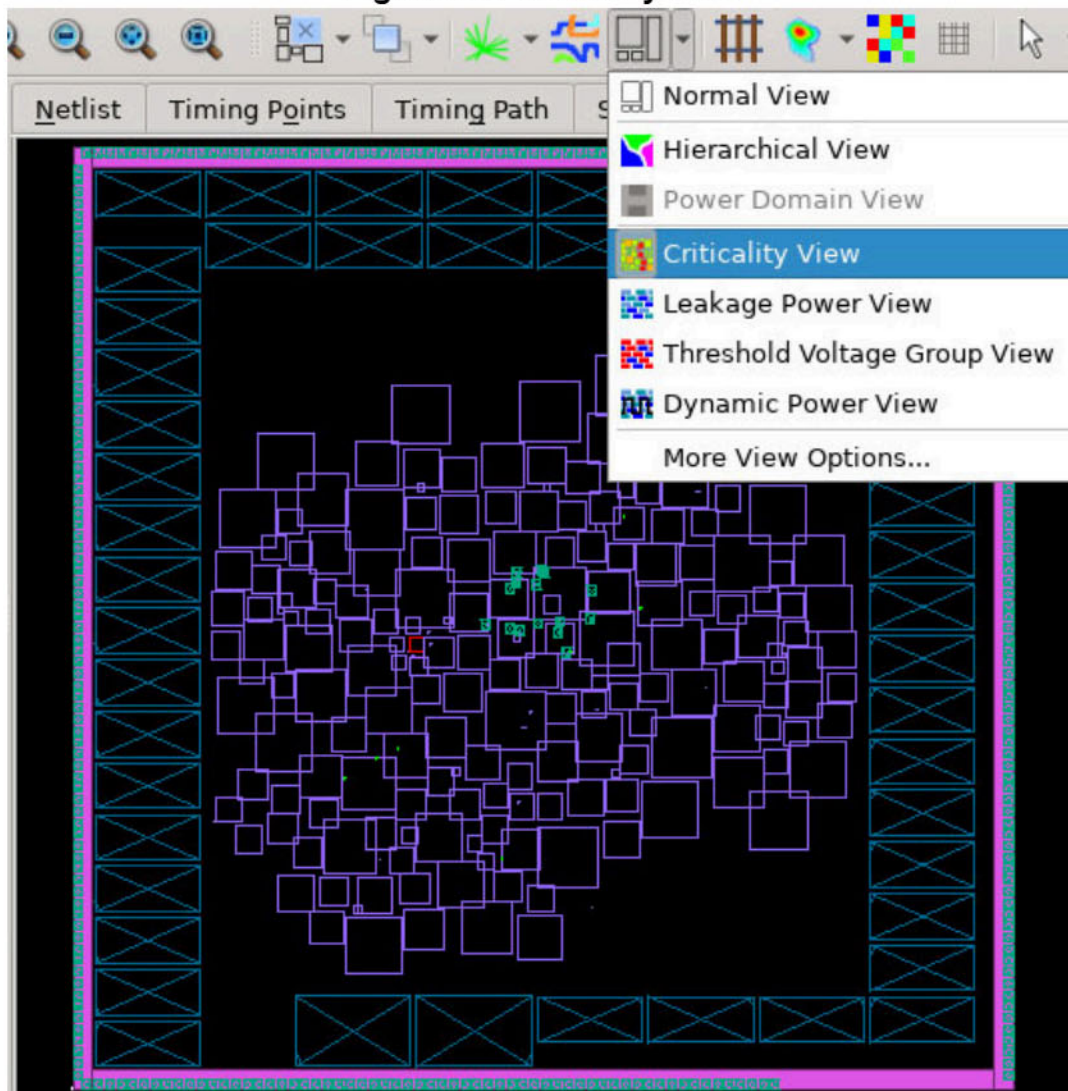 Netlist
Timing Points
Timing Path
Normal View
Hierarchical View
Power Domain View
Criticality View
Leakage Power View
Threshold Voltage Group View
Dynamic Power View
More View Options...